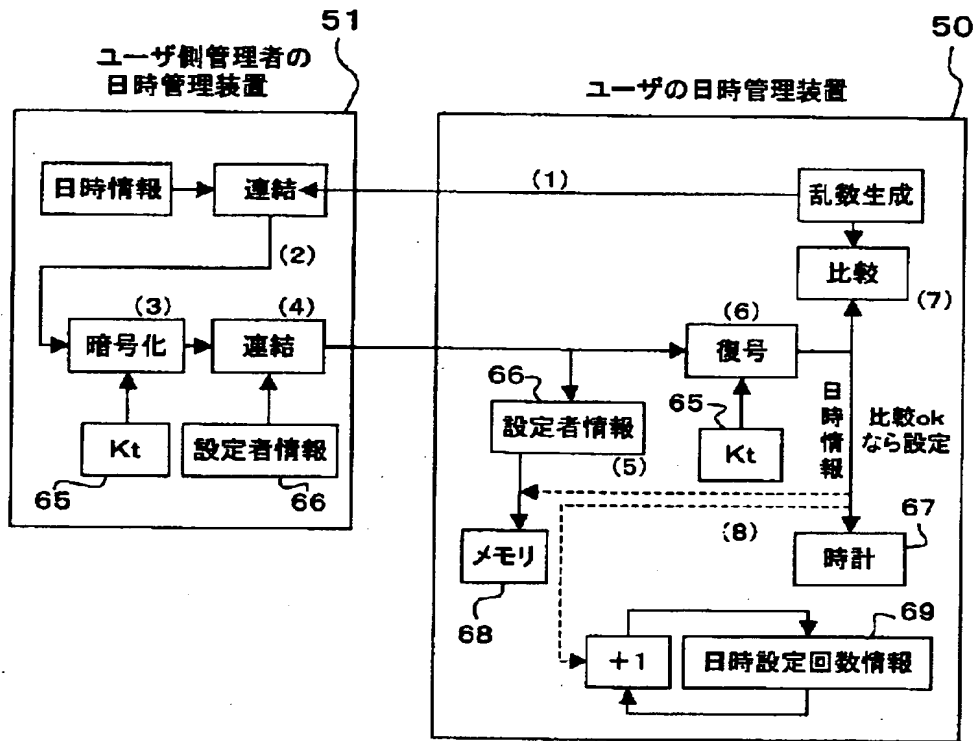 51
ユーザ側管理者の
日時管理装置
50
ユーザの日時管理装置
日時情報
連結
(1)
乱数生成
(2)
比較
(7)
(3)
(4)
暗号化
連結
(6)
復号
66
設定者情報
(5)
65
Kt
日時情報
比較ok
なら設定
Kt
設定者情報
65
66
(8)
67
メモリ
時計
68
69
+1
日時設定回数情報